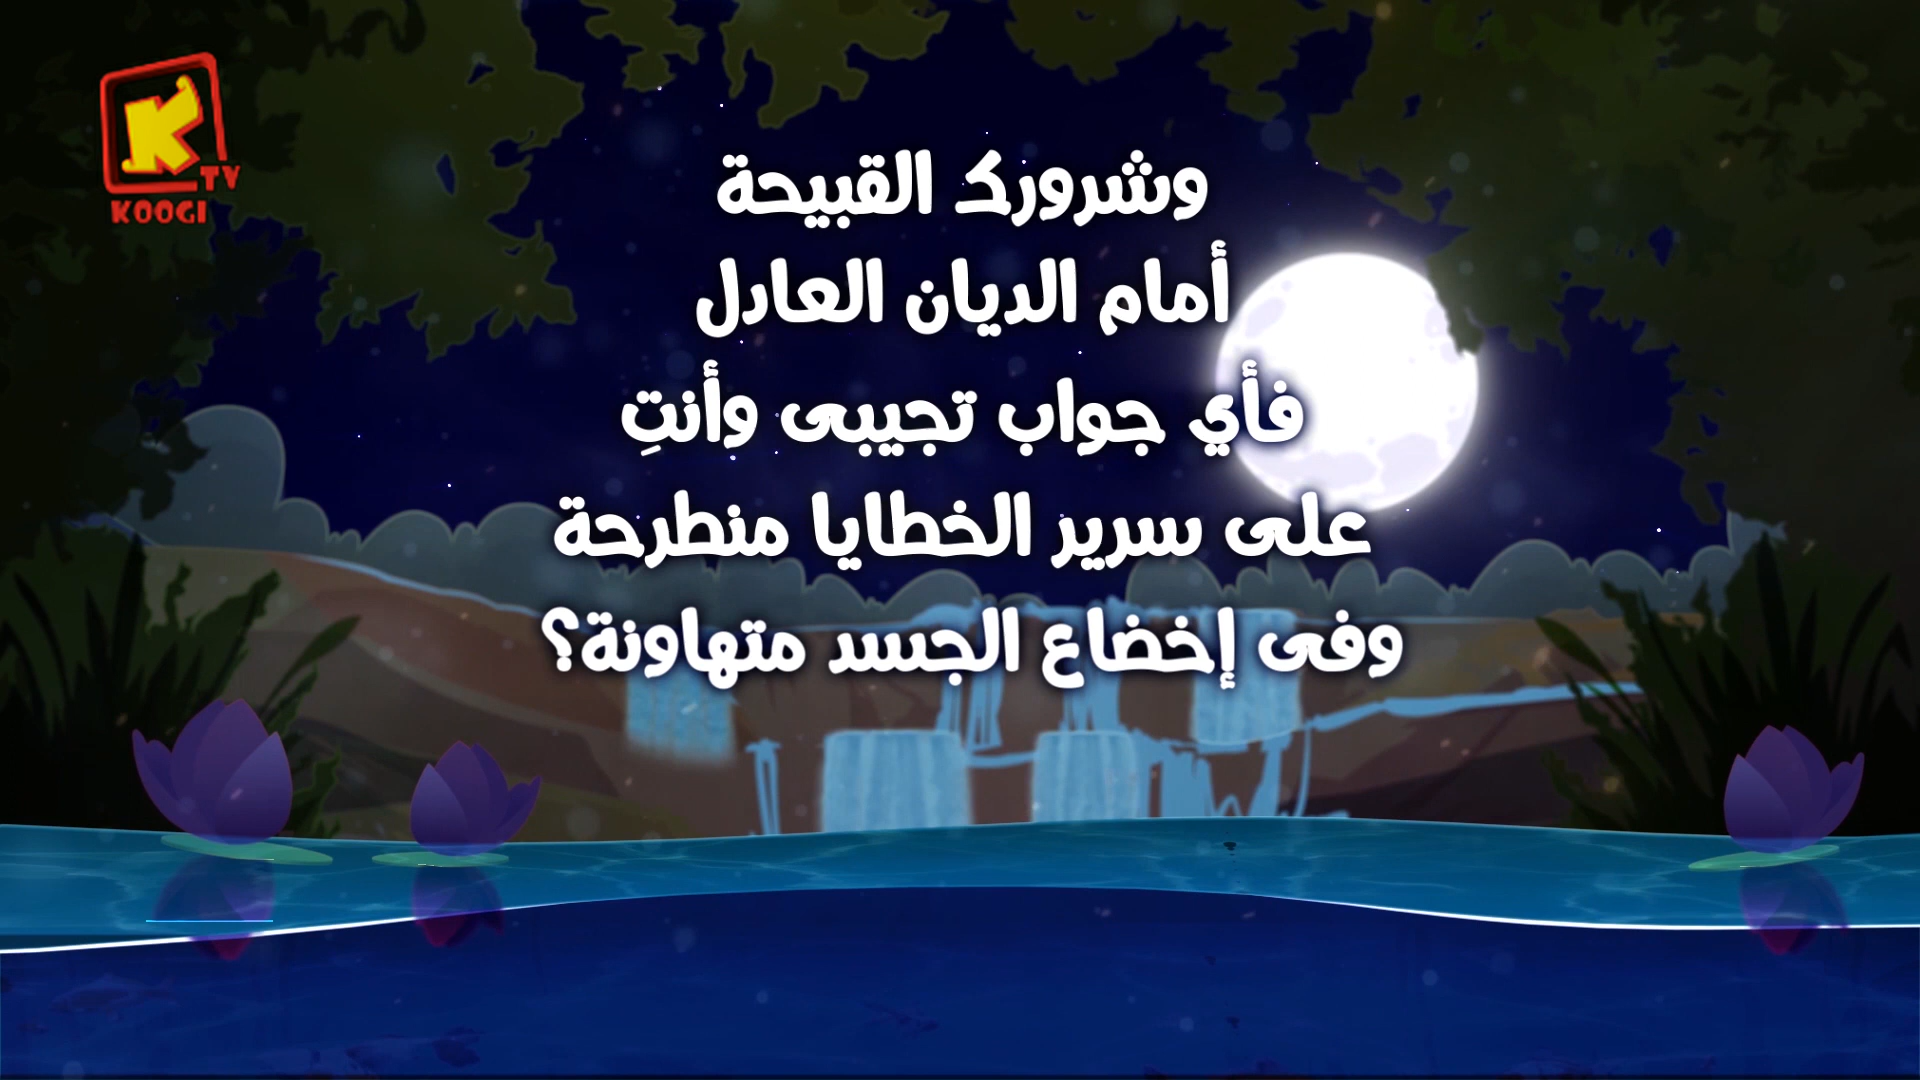 K TV
KOOGI
وشرورك القبيحة
أمام الديان العادل
فأي جواب تجيبى وأنتِ
على سرير الخطايا منطرحة
وفى إخضاع الجسد متهاونة؟